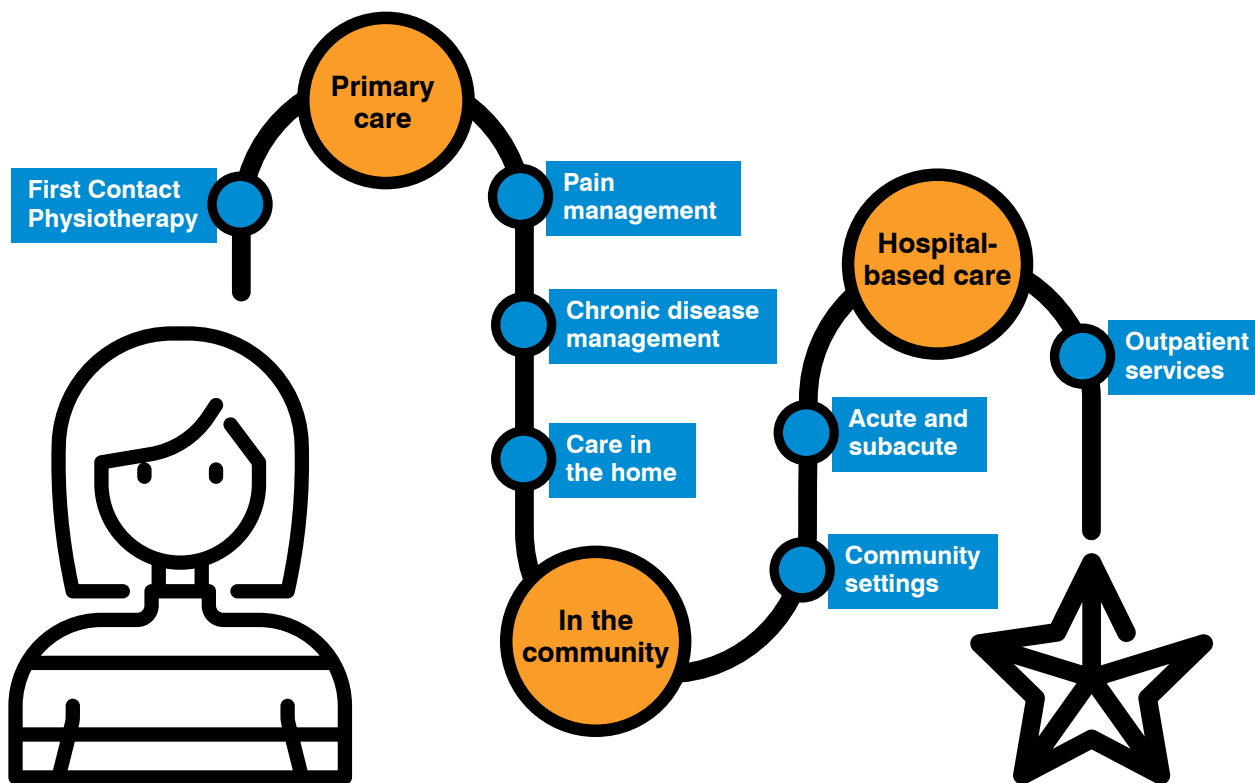 First Contact
Physiotherapy
Primary
care
Pain
management
Chronic disease
management
Care in
the home
In the
community
Community
settings
Acute and
subacute
Hospital-
based care
Outpatient
services